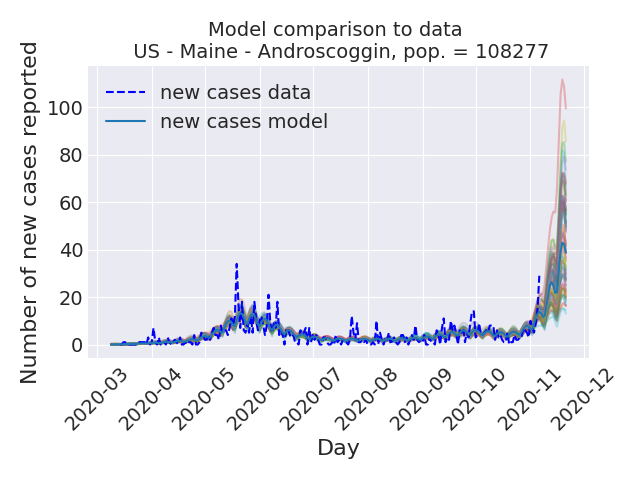 Model comparison to data
US - Maine - Androscoggin, pop. = 108277
Number of new cases reported
new cases data
new cases model
100
80
60
40
20
0
2020-03
2020-04
2020-05
2020-06
2020-07
2020-08
2020-09
2020-10
2020-11
2020-12
Day